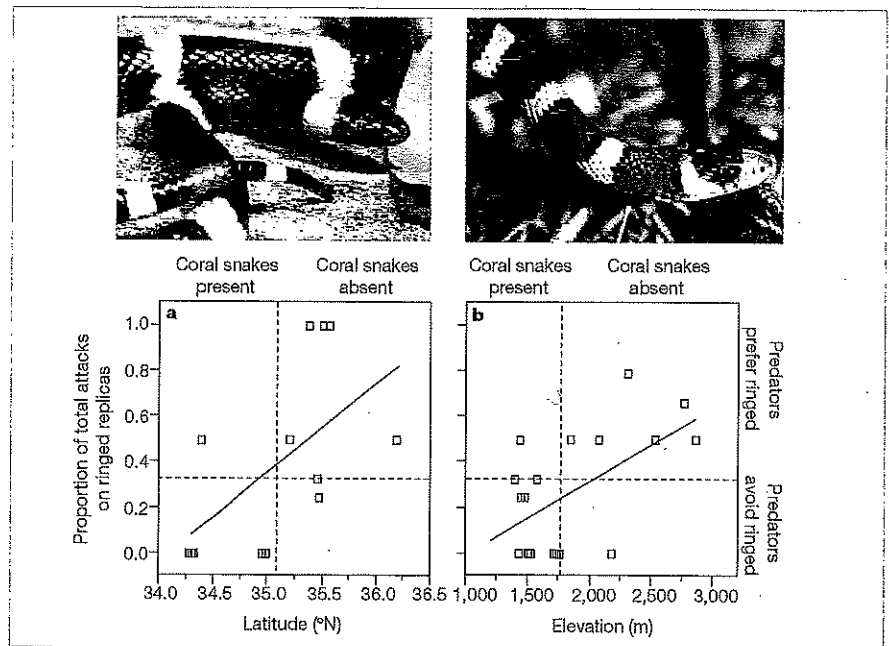 Coral snakes present
Coral snakes absent
Coral snakes present
Coral snakes absent
a
b
Proportion of total attacks
on ringed replicas
1.0
0.8
0.6
0.4
0.2
0.0
Predators
prefer ringed
Predators
avoid ringed
34.0 34.5 35.0 35.5 36.0 36.5
1,000 1,500 2,000 2,500 3,000
Latitude (°N)
Elevation (m)